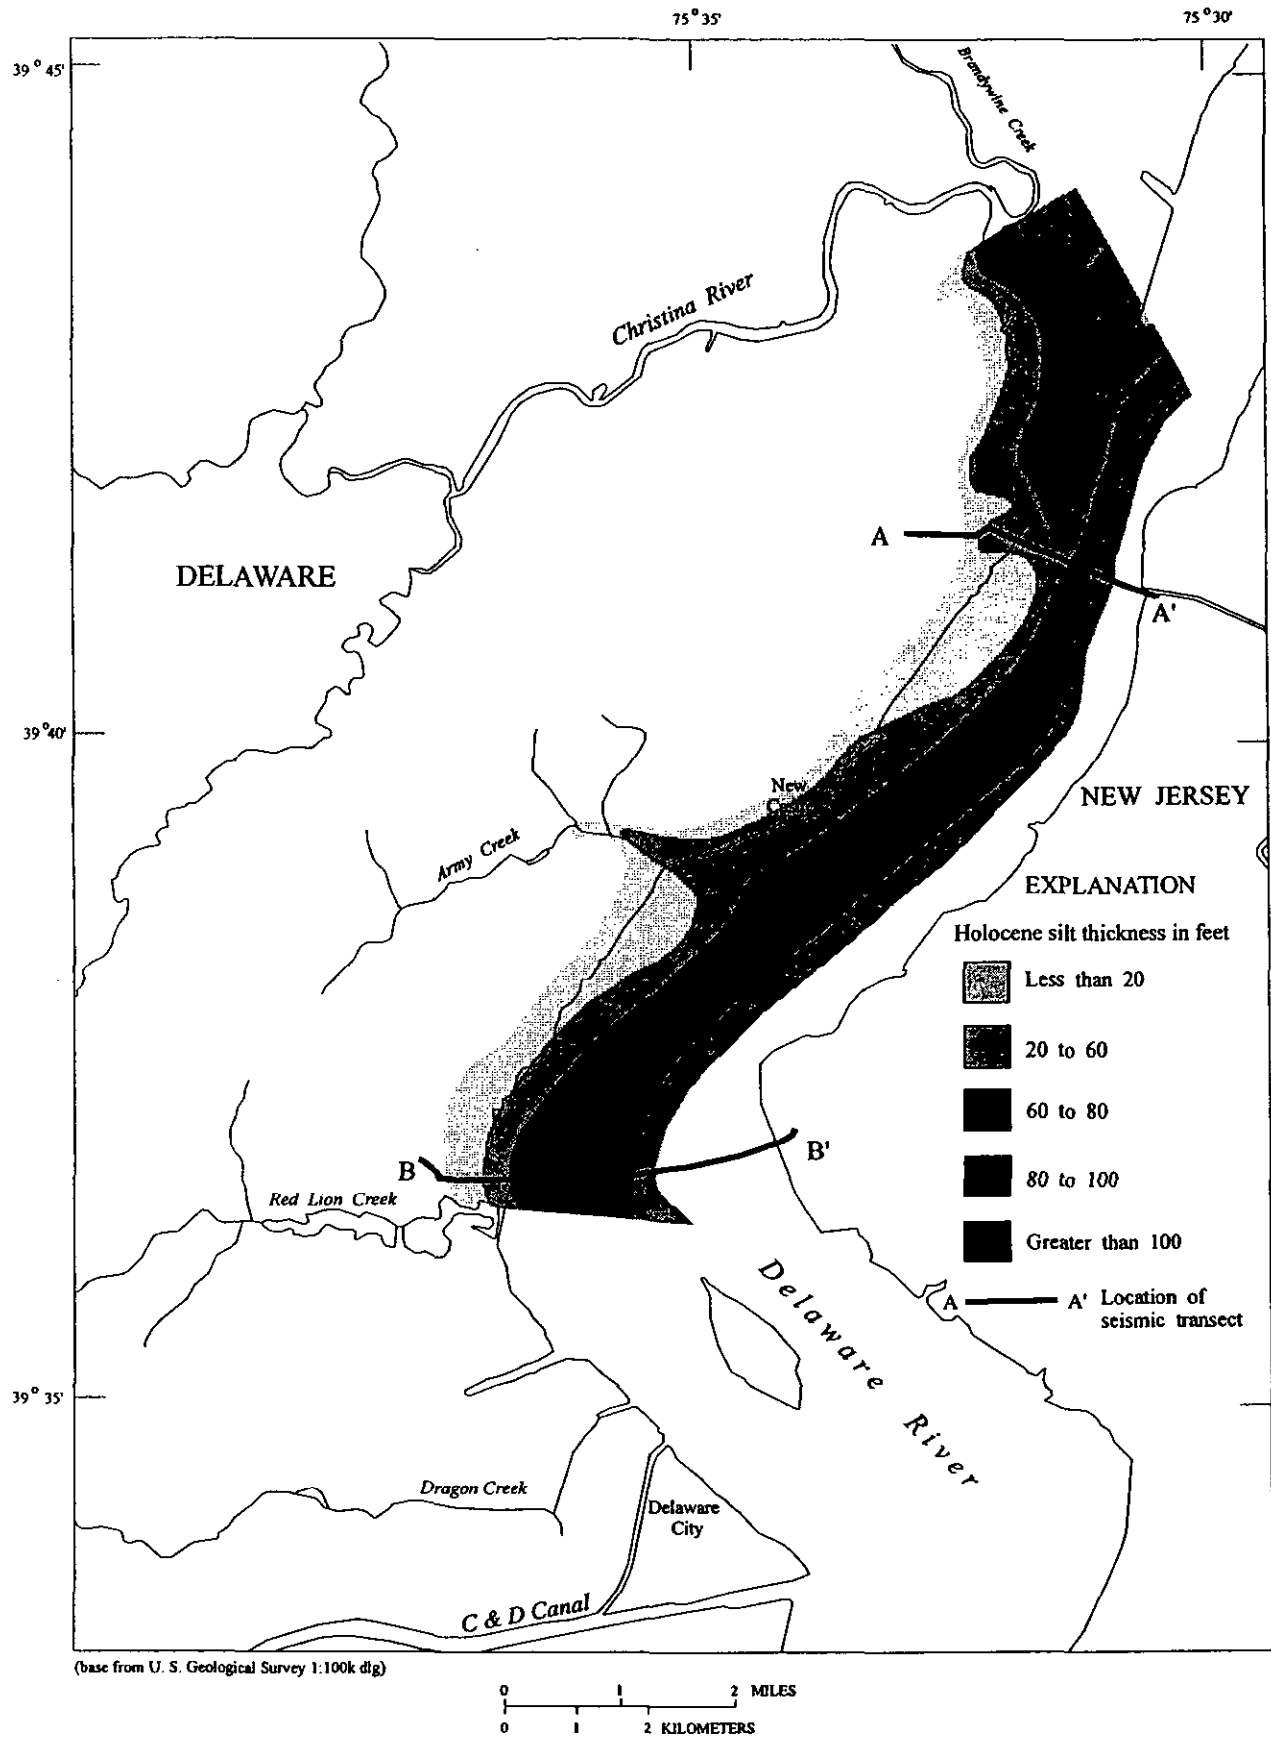 75°35'
75°30'
39°45'
Brandywine Creek
Christina River
A
DELAWARE
A'
39°40'
New
NEW JERSEY
Army Creek
EXPLANATION
Holocene silt thickness in feet
Less than 20
20 to 60
60 to 80
B'
B
80 to 100
Red Lion Creek
Greater than 100
A
A' Location of
seismic transect
Delaware River
39°35'
Dragon Creek
Delaware
City
C & D Canal
(base from U. S. Geological Survey 1:100k dlg)
0 1 2 MILES
0 1 2 KILOMETERS